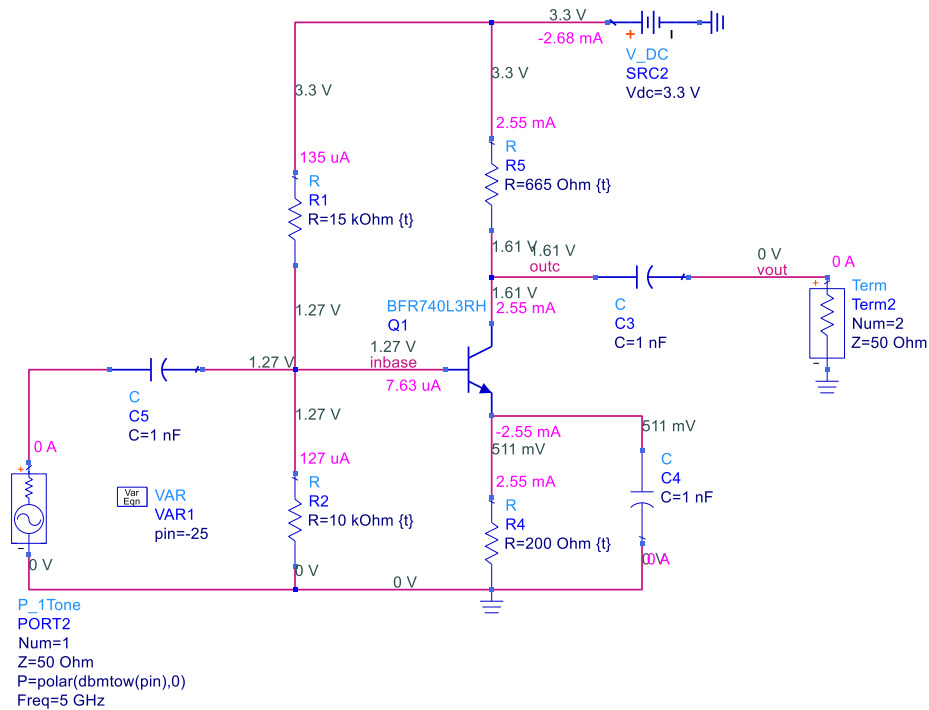 3.3 V
-2.68 mA
+
V_DC
SRC2
Vdc=3.3 V
3.3 V
3.3 V
2.55 mA
135 uA
R
R1
R=15 kOhm {t}
R
R5
R=665 Ohm {t}
1.61 V
1.61 V
outc
0 V
vout
0 A
1.27 V
1.61 V
2.55 mA
BFR740L3RH
Q1
C
C3
C=1 nF
+
Term
Term2
Num=2
Z=50 Ohm
1.27 V
1.27 V
inbase
7.63 uA
C
C5
C=1 nF
1.27 V
-2.55 mA
511 mV
511 mV
0 A
127 uA
R
R2
R=10 kOhm {t}
2.55 mA
R
R4
R=200 Ohm {t}
C
C4
C=1 nF
+
Var
Eqn
VAR
VAR1
pin=-25
0 V
0 V
0 V
0V
0 A
P_1Tone
PORT2
Num=1
Z=50 Ohm
P=polar(dbmtow(pin),0)
Freq=5 GHz